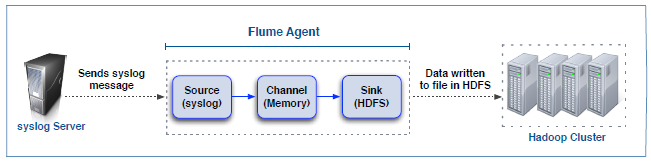 Flume Agent
Sends syslog
message
Source
(syslog)
Channel
(Memory)
Sink
(HDFS)
Data written
to file in HDFS
syslog Server
Hadoop Cluster